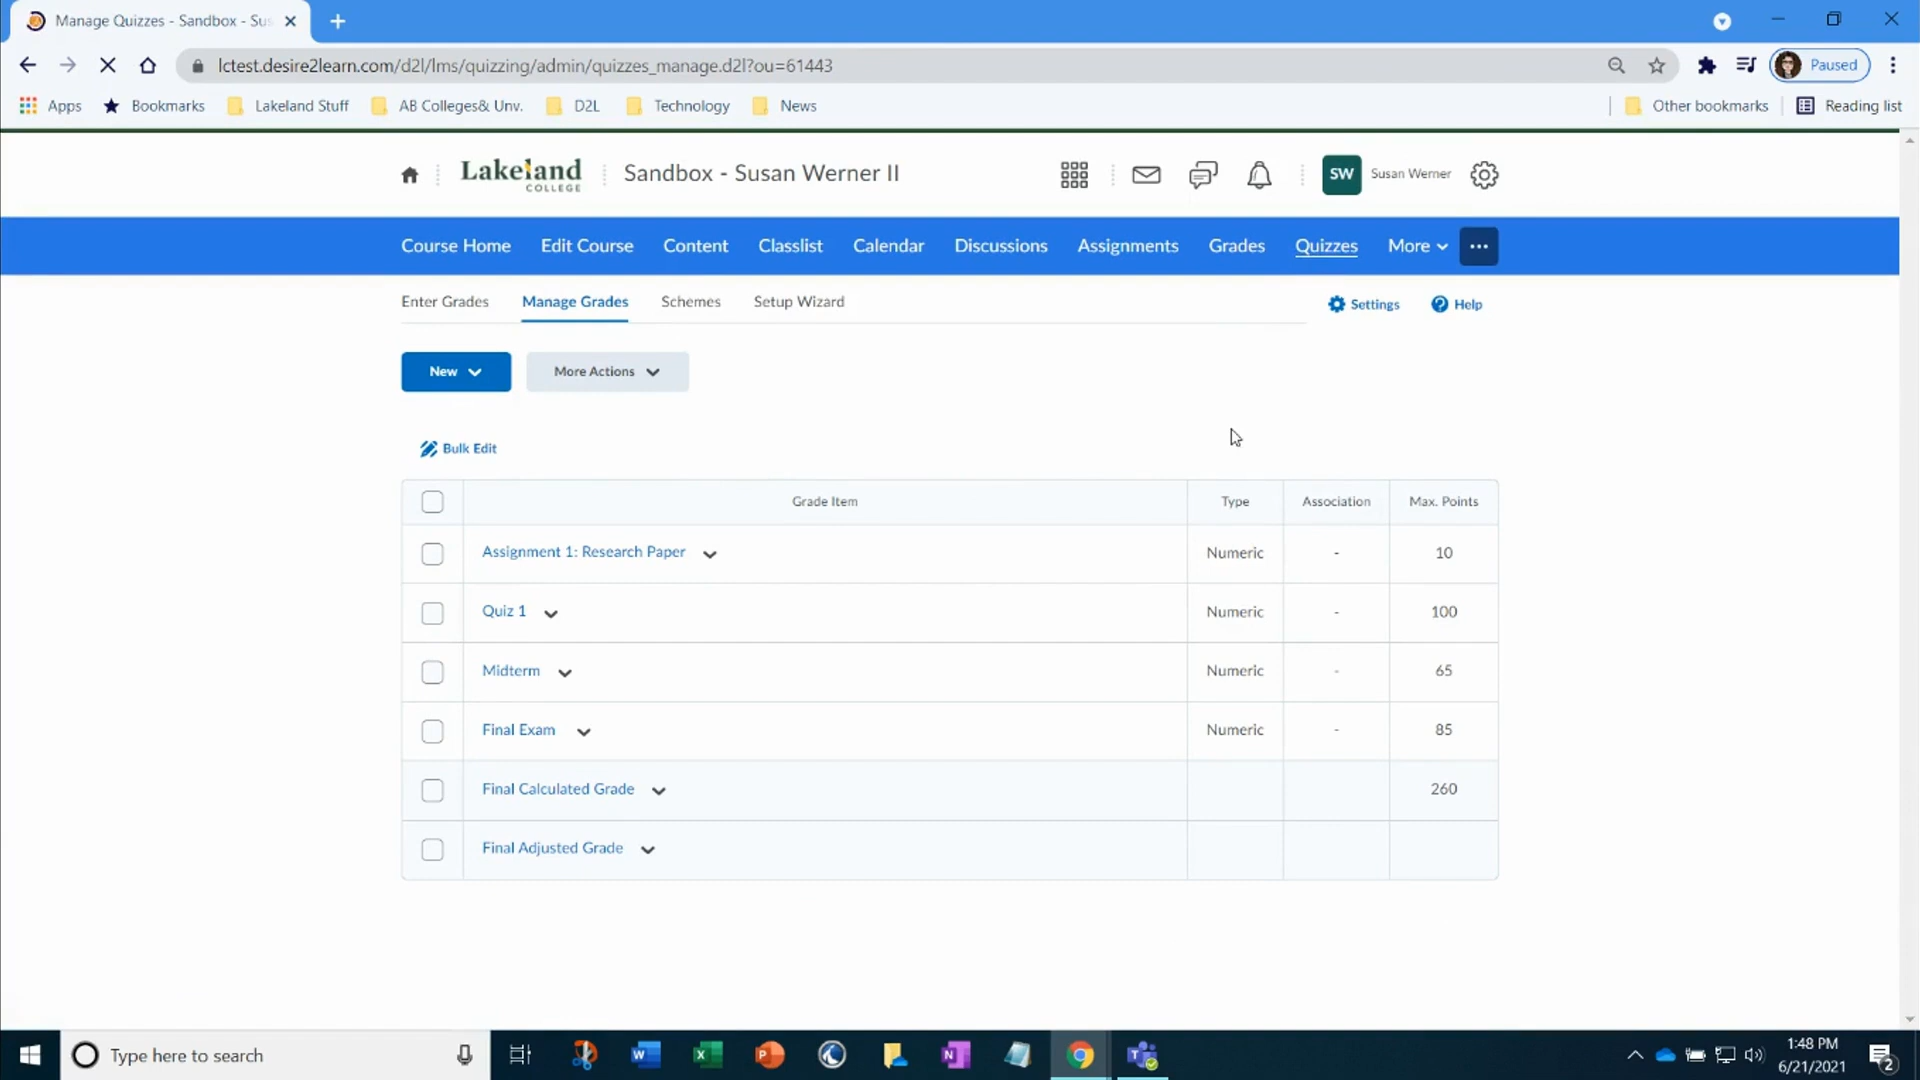 Manage Quizzes - Sandbox - Sus
lctest.desire2learn.com/d2l/lms/quizzing/admin/quizzes_manage.d2l?ou=61443
Paused
Apps Bookmarks Lakeland Stuff AB Colleges& Unv. D2L Technology News Other bookmarks Reading list
Lakeland COLLEGE Sandbox - Susan Werner II SW Susan Werner
Course Home Edit Course Content Classlist Calendar Discussions Assignments Grades Quizzes More ...
Enter Grades Manage Grades Schemes Setup Wizard Settings Help
New More Actions
Bulk Edit
Grade Item Type Association Max. Points
Assignment 1: Research Paper Numeric - 10
Quiz 1 Numeric - 100
Midterm Numeric - 65
Final Exam Numeric - 85
Final Calculated Grade 260
Final Adjusted Grade
Type here to search
1:48 PM
6/21/2021
2